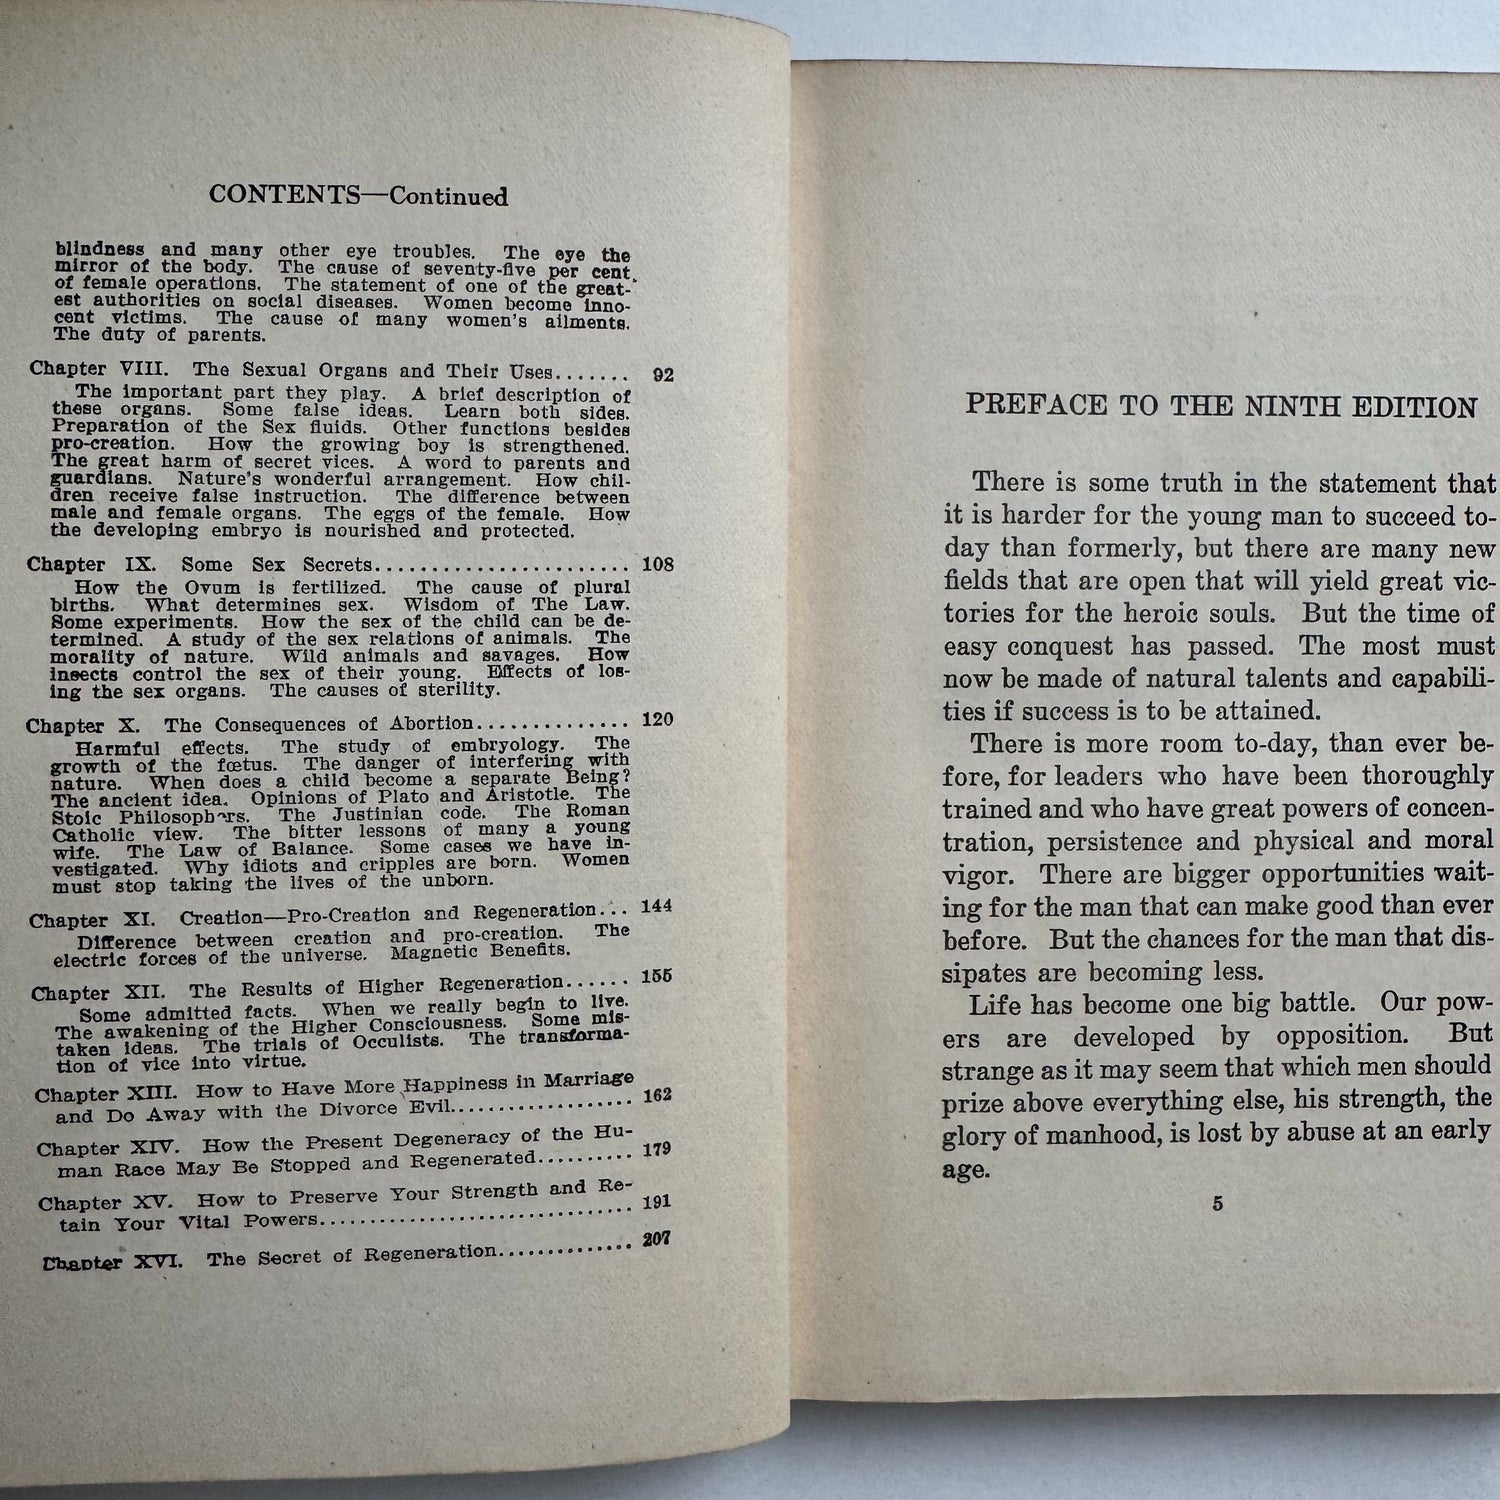 CONTENTS—Continued
blindness and many other eye troubles. The eye the
mirror of the body. The cause of seventy-five per cent.
of female operations. The statement of one of the great-
est authorities on social diseases. Women become inno-
cent victims. The cause of many women's ailments.
The duty of parents.
Chapter VIII. The Sexual Organs and Their Uses....... 92
The important part they play. A brief description of
these organs. Some false ideas. Learn both sides.
Preparation of the Sex fluids. Other functions besides
pro-creation. How the growing boy is strengthened.
The great harm of secret vices. A word to parents and
guardians. Nature's wonderful arrangement. How chil-
dren receive false instruction. The difference between
male and female organs. The eggs of the female. How
the developing embryo is nourished and protected.
Chapter IX. Some Sex Secrets....................... 108
How the Ovum is fertilized. The cause of plural
births. What determines sex. Wisdom of The Law.
Some experiments. How the sex of the child can be de-
termined. A study of the sex relations of animals. The
morality of nature. Wild animals and savages. How
insects control the sex of their young. Effects of los-
ing the sex organs. The causes of sterility.
Chapter X. The Consequences of Abortion.............. 120
Harmful effects. The study of embryology. The
growth of the fœtus. The danger of interfering with
nature. When does a child become a separate Being?
The ancient idea. Opinions of Plato and Aristotle. The
Stoic Philosophers. The Justinian code. The Roman
Catholic view. The bitter lessons of many a young
wife. The Law of Balance. Some cases we have in-
vestigated. Why idiots and cripples are born. Women
must stop taking the lives of the unborn.
Chapter XI. Creation—Pro-Creation and Regeneration... 144
Difference between creation and pro-creation. The
electric forces of the universe. Magnetic Benefits.
Chapter XII. The Results of Higher Regeneration...... 155
Some admitted facts. When we really begin to live.
The awakening of the Higher Consciousness. Some mis-
taken ideas. The trials of Occulists. The transforma-
tion of vice into virtue.
Chapter XIII. How to Have More Happiness in Marriage
and Do Away with the Divorce Evil................... 162
Chapter XIV. How the Present Degeneracy of the Hu-
man Race May Be Stopped and Regenerated.......... 179
Chapter XV. How to Preserve Your Strength and Re-
tain Your Vital Powers................................ 191
Chapter XVI. The Secret of Regeneration.............. 207
PREFACE TO THE NINTH EDITION
There is some truth in the statement that
it is harder for the young man to succeed to-
day than formerly, but there are many new
fields that are open that will yield great vic-
tories for the heroic souls. But the time of
easy conquest has passed. The most must
now be made of natural talents and capabili-
ties if success is to be attained.
There is more room to-day, than ever be-
fore, for leaders who have been thoroughly
trained and who have great powers of concen-
tration, persistence and physical and moral
vigor. There are bigger opportunities wait-
ing for the man that can make good than ever
before. But the chances for the man that dis-
sipates are becoming less.
Life has become one big battle. Our pow-
ers are developed by opposition. But
strange as it may seem that which men should
prize above everything else, his strength, the
glory of manhood, is lost by abuse at an early
age.
5